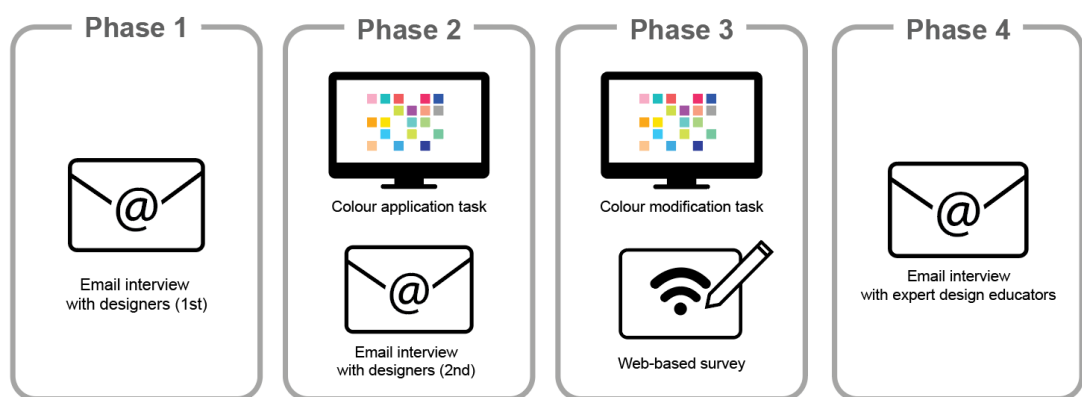 Phase 1
@
Email interview
with designers (1st)
Phase 2
Colour application task
@
Email interview
with designers (2nd)
Phase 3
Colour modification task
Web-based survey
Phase 4
@
Email interview
with expert design educators